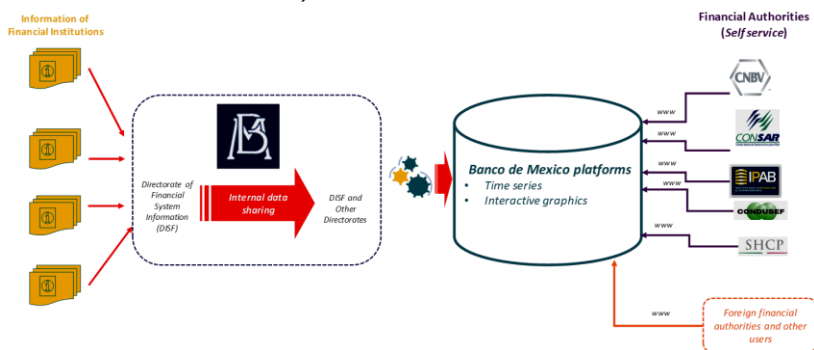 Information of
Financial Institutions
Directorate of
Financial
System
Information
(DISF)
Internal data
sharing
DISF and
Other
Directorates
Banco de Mexico platforms
• Time series
• Interactive graphics
Financial Authorities
(Self service)
CNBV
www
CONSAR
www
IPAB
www
CONDUSEF
www
SHCP
www
Foreign financial
authorities and other
users
www